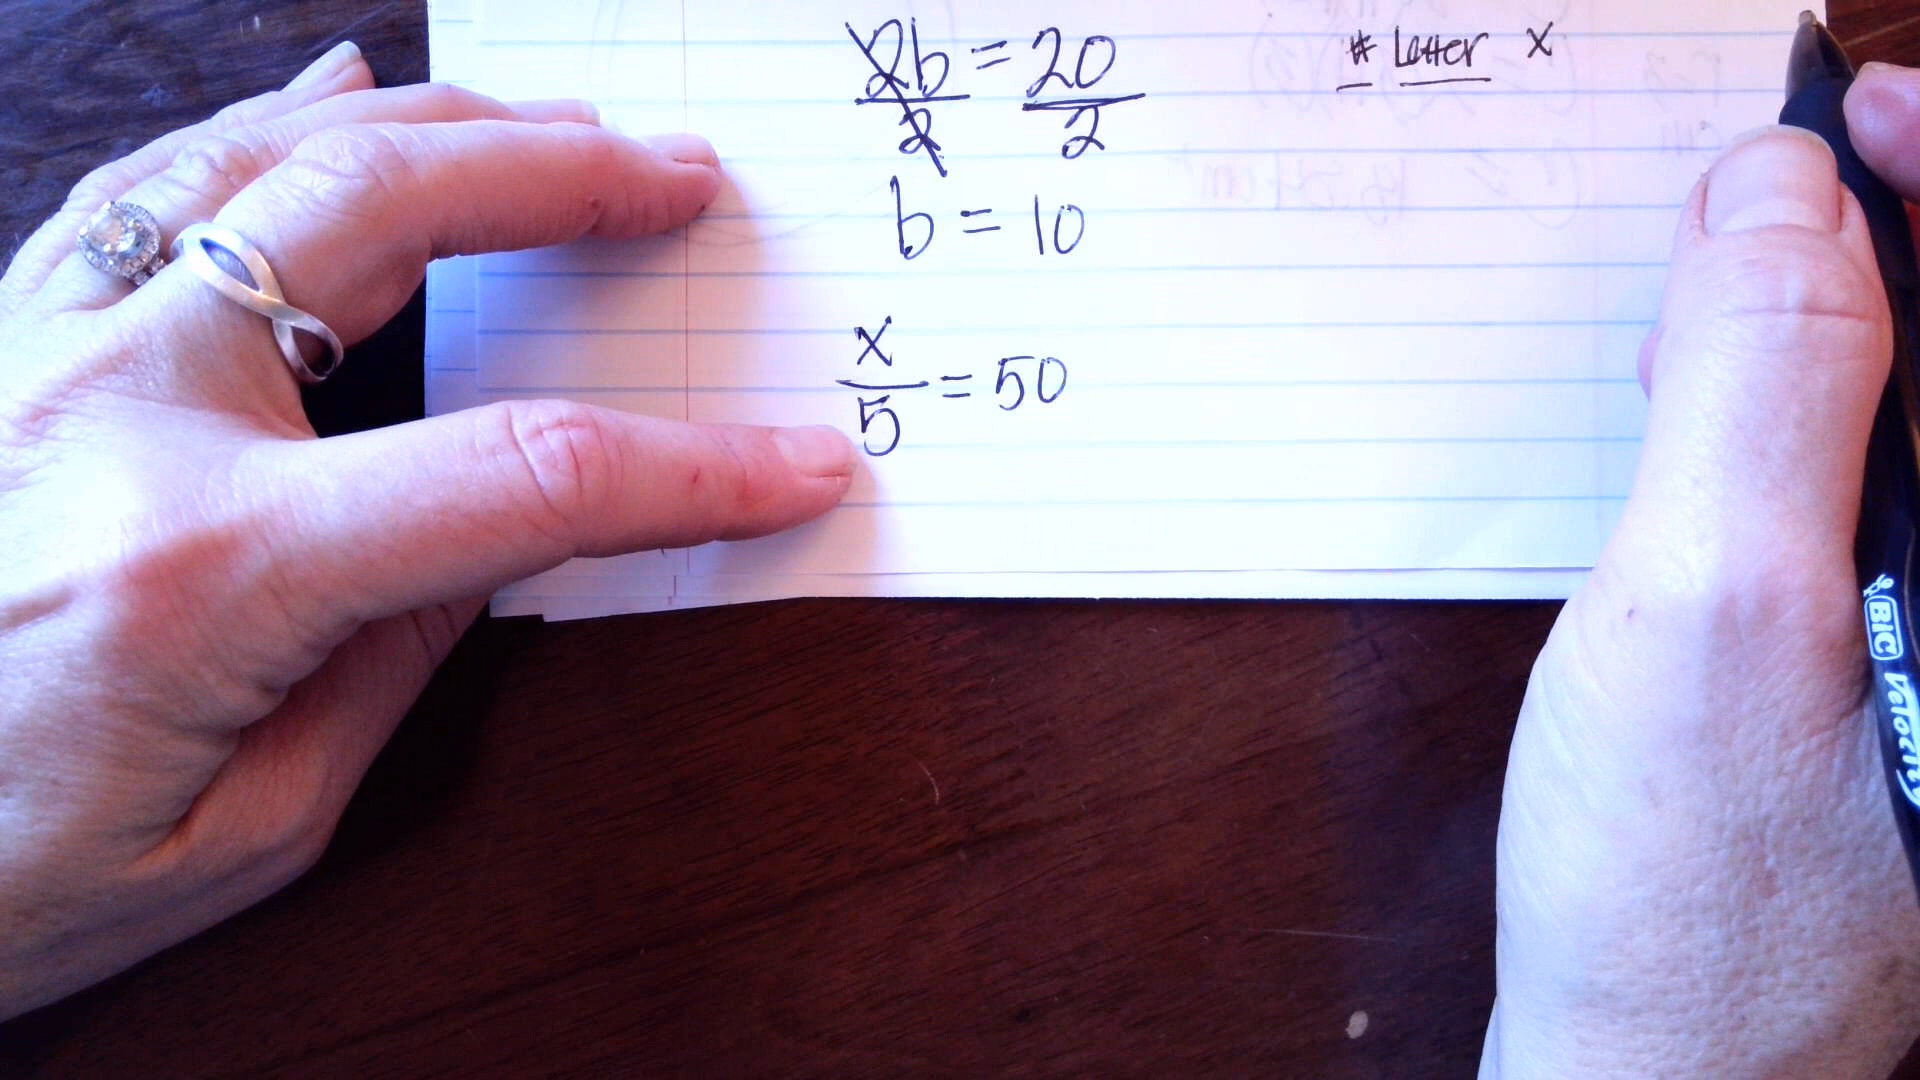 2b = 20 # Letter x
2 2
b = 10
x
5 = 50
BIC Velocity